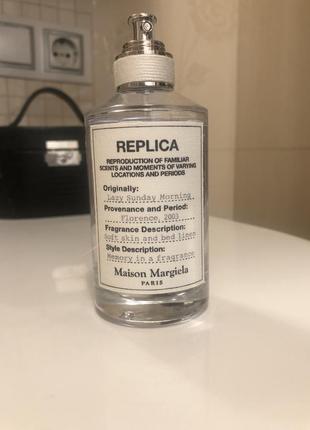 REPLICA
REPRODUCTION OF FAMILIAR
SCENTS AND MOMENTS OF VARYING
LOCATIONS AND PERIODS
Originally:
Lazy Sunday Morning
Provenance and Period:
Florence, 2003
Fragrance Description:
Soft skin and bed linen
Style Description:
Memory in a fragrance
Maison Margiela
PARIS